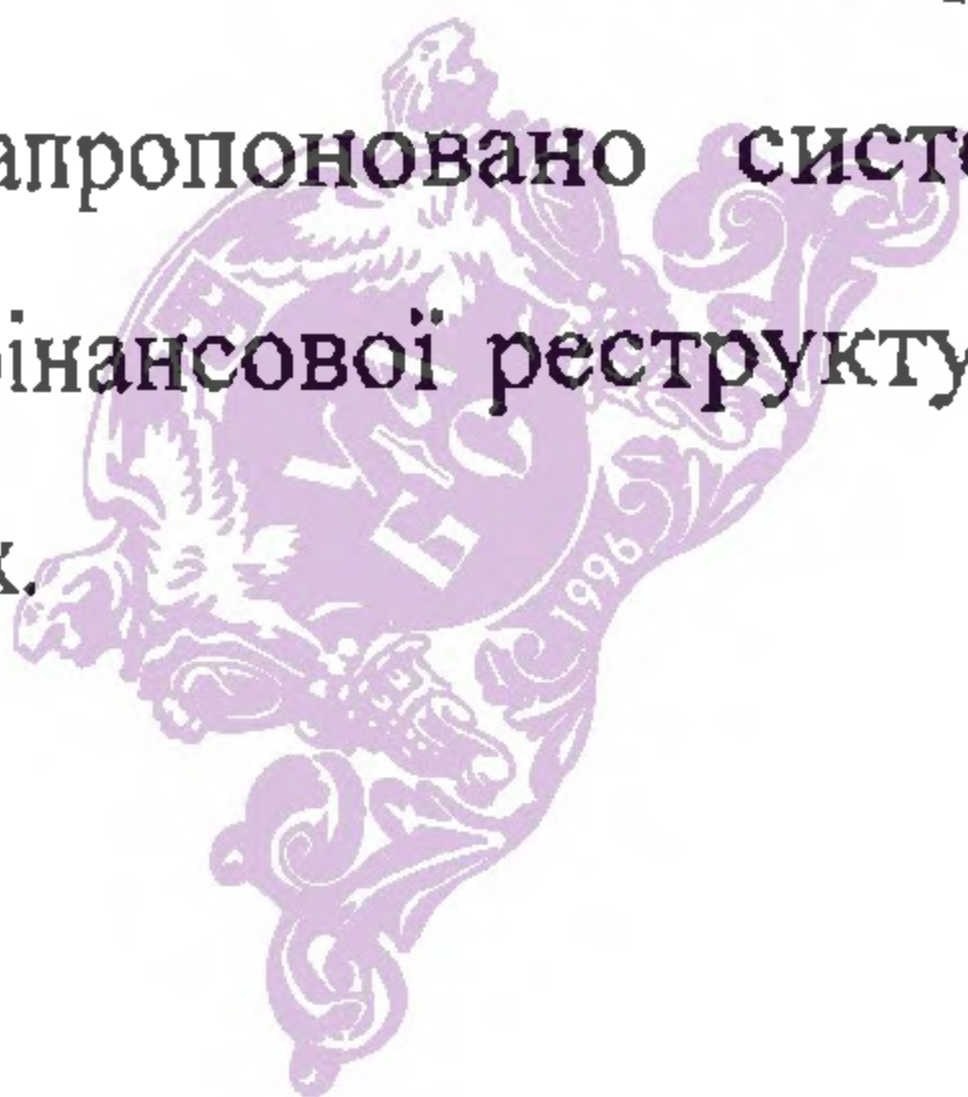 апропоновано систе
інансової реструкту
х.
1996